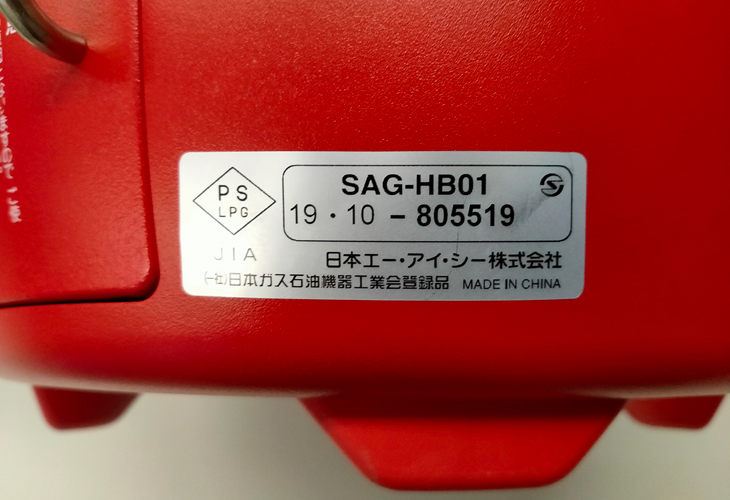 PS
LPG
SAG-HB01
19・10 - 805519
JIA
日本エー・アイ・シー株式会社
(一社)日本ガス石油機器工業会登録品 MADE IN CHINA